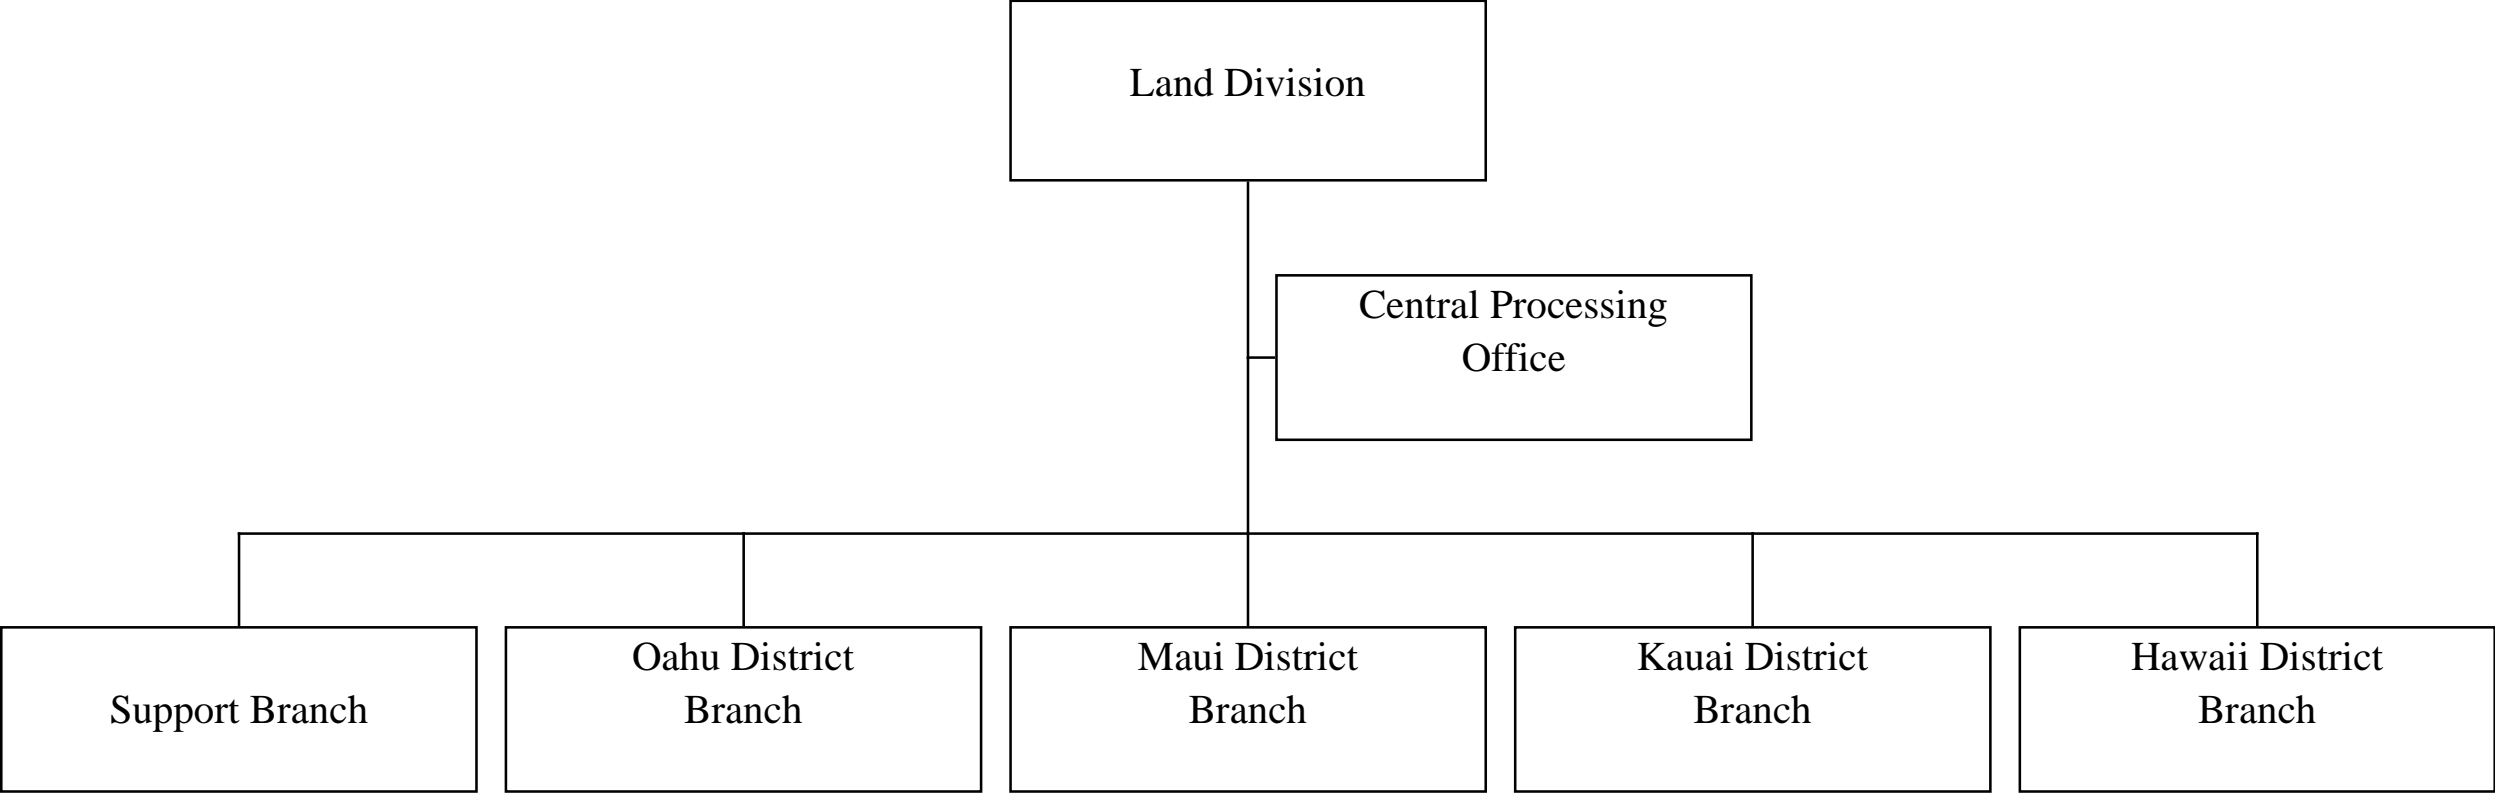 Land Division
Central Processing
Office
Support Branch
Oahu District
Branch
Maui District
Branch
Kauai District
Branch
Hawaii District
Branch